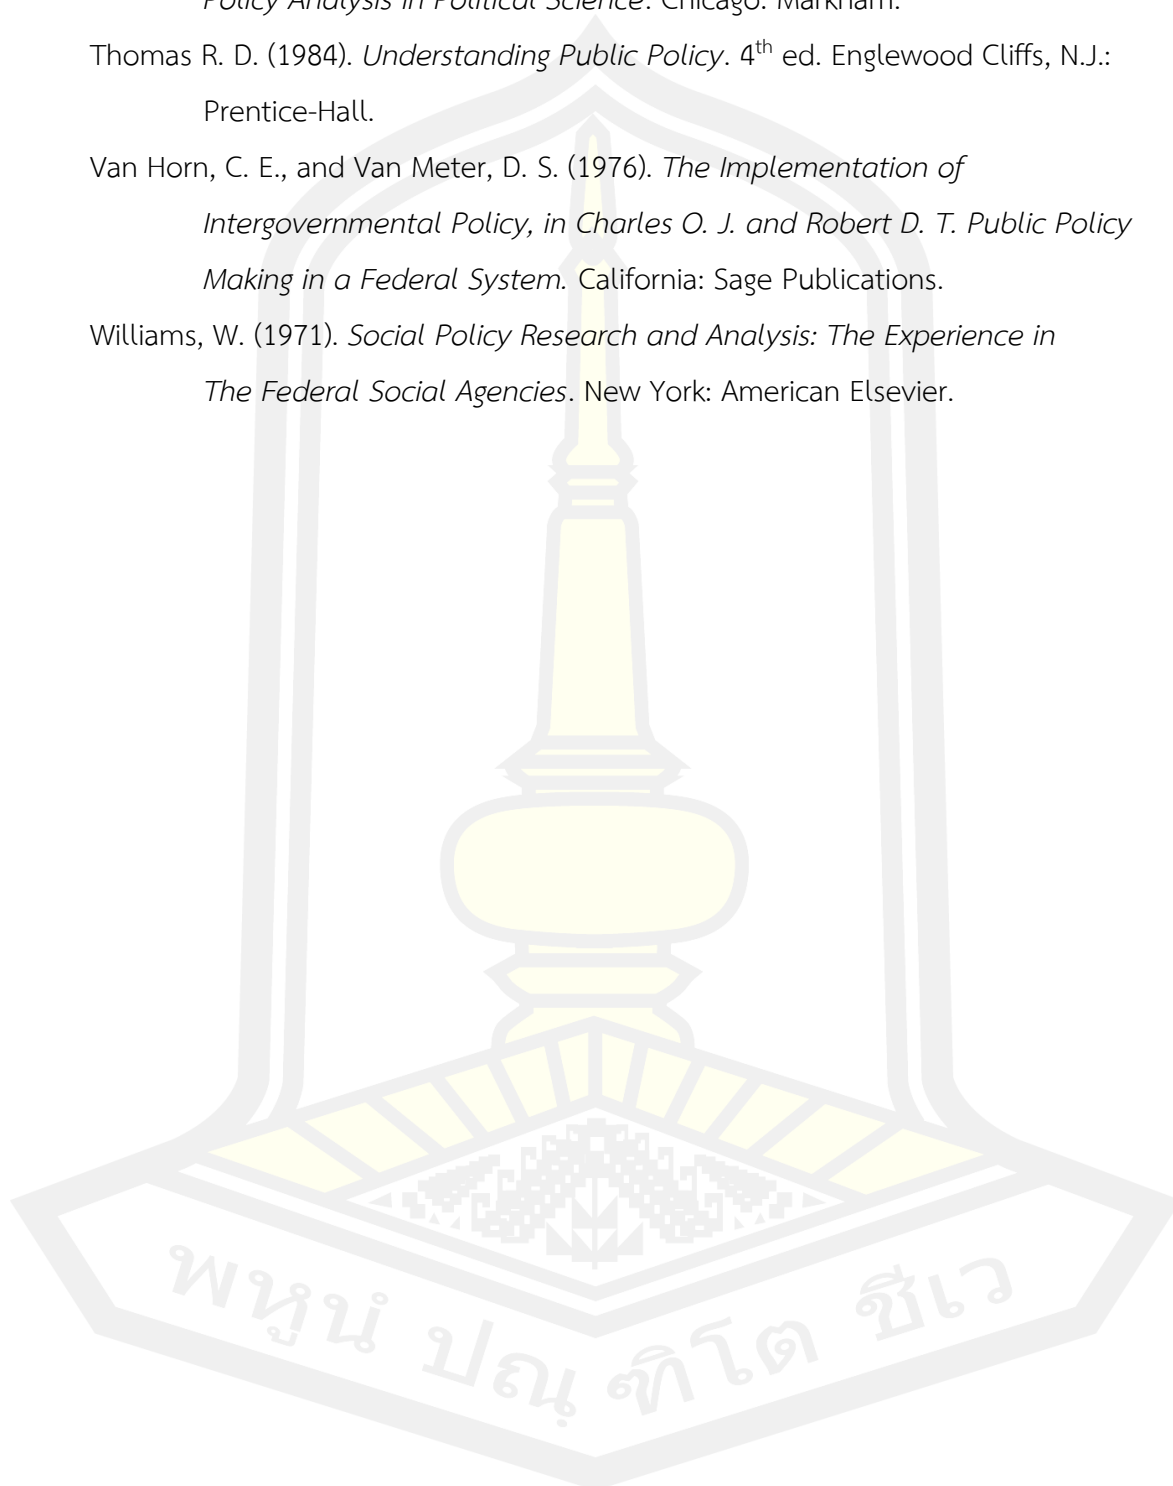 Policy Analysis in Political Science. Chicago: Markham.
Thomas R. D. (1984). Understanding Public Policy. 4th ed. Englewood Cliffs, N.J.:
Prentice-Hall.
Van Horn, C. E., and Van Meter, D. S. (1976). The Implementation of
Intergovernmental Policy, in Charles O. J. and Robert D. T. Public Policy
Making in a Federal System. California: Sage Publications.
Williams, W. (1971). Social Policy Research and Analysis: The Experience in
The Federal Social Agencies. New York: American Elsevier.
พหูนํ ปณฺฑิโต ชีเว